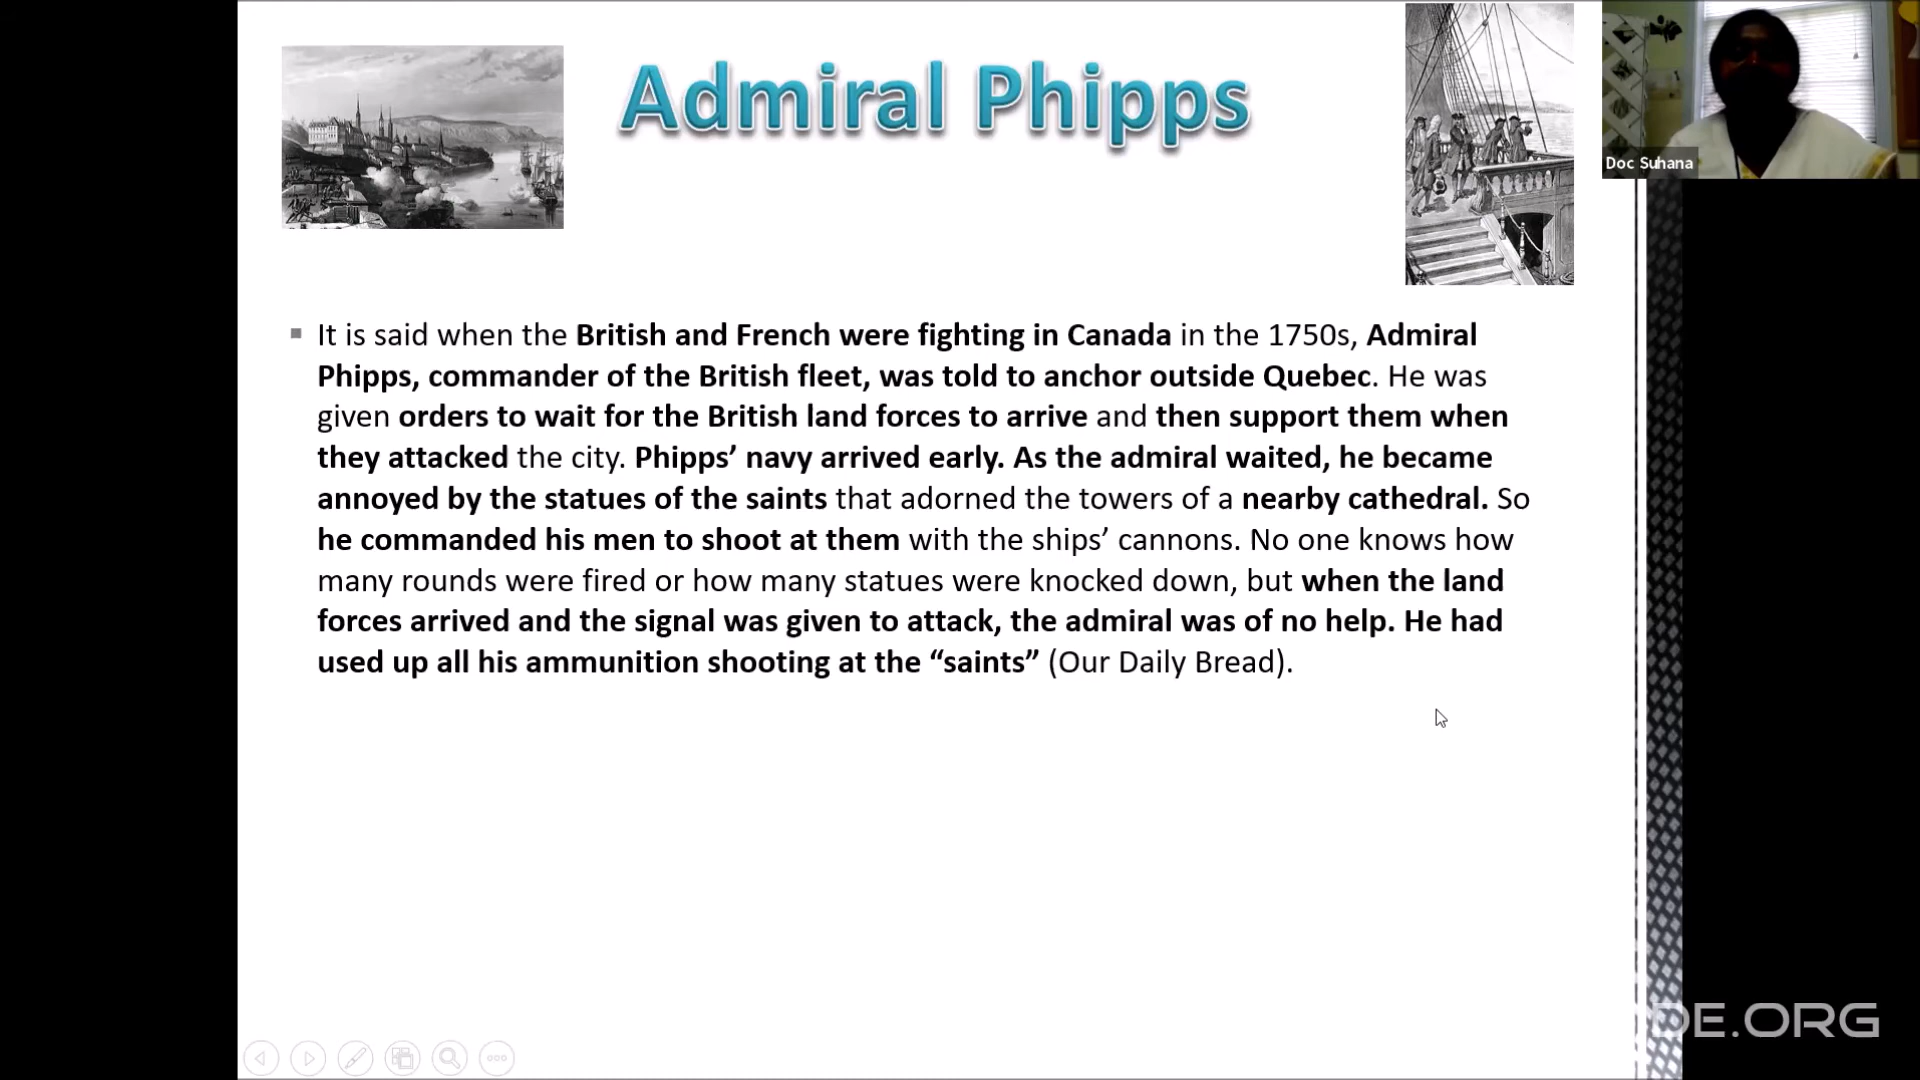 Admiral Phipps
Doc Suhana
It is said when the British and French were fighting in Canada in the 1750s, Admiral
Phipps, commander of the British fleet, was told to anchor outside Quebec. He was
given orders to wait for the British land forces to arrive and then support them when
they attacked the city. Phipps’ navy arrived early. As the admiral waited, he became
annoyed by the statues of the saints that adorned the towers of a nearby cathedral. So
he commanded his men to shoot at them with the ships’ cannons. No one knows how
many rounds were fired or how many statues were knocked down, but when the land
forces arrived and the signal was given to attack, the admiral was of no help. He had
used up all his ammunition shooting at the “saints” (Our Daily Bread).
DE.ORG